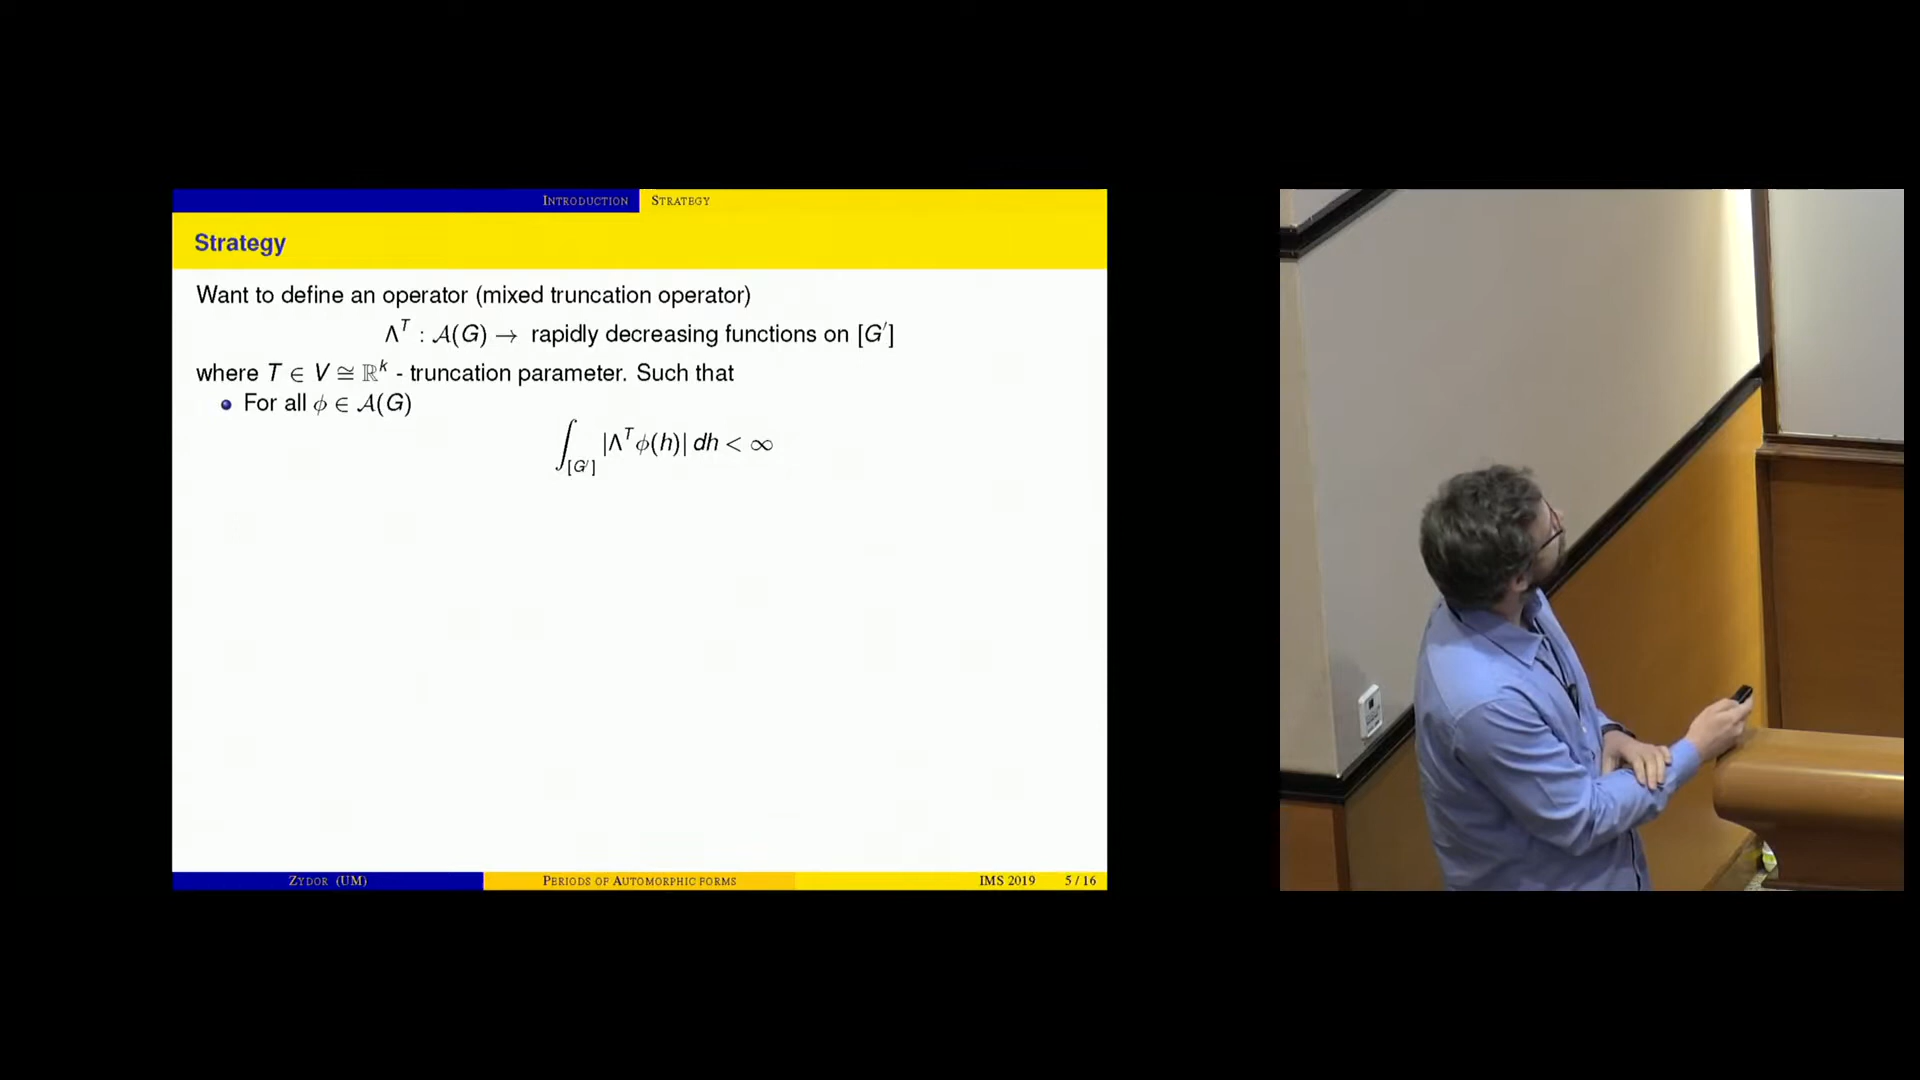 INTRODUCTION STRATEGY
Strategy
Want to define an operator (mixed truncation operator)
Λ^T : 𝒜(G) → rapidly decreasing functions on [G′]
where T ∈ V ≅ ℝ^k - truncation parameter. Such that
For all ϕ ∈ 𝒜(G)
∫_{[G′]} |Λ^T ϕ(h)| dh < ∞
ZYDOR (UM) PERIODS OF AUTOMORPHIC FORMS IMS 2019 5 / 16